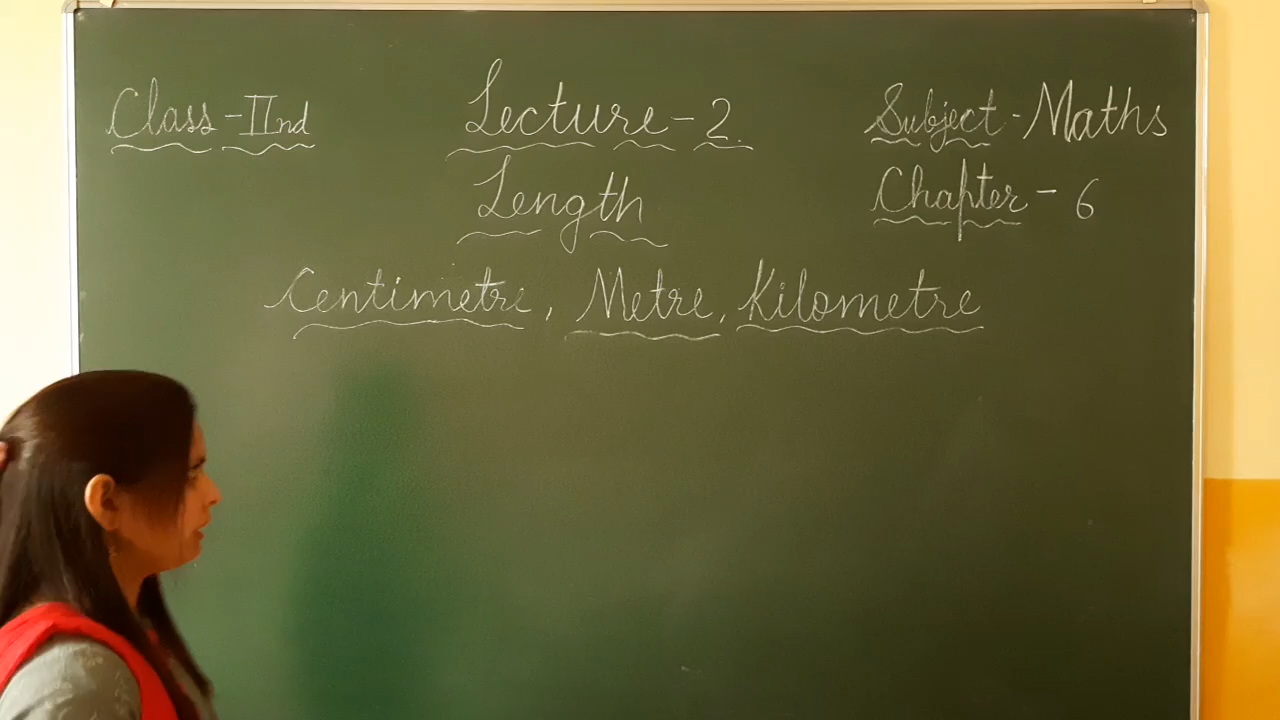 Class - IInd Lecture - 2. Subject - Maths
Length Chapter - 6
Centimetre, Metre, Kilometre